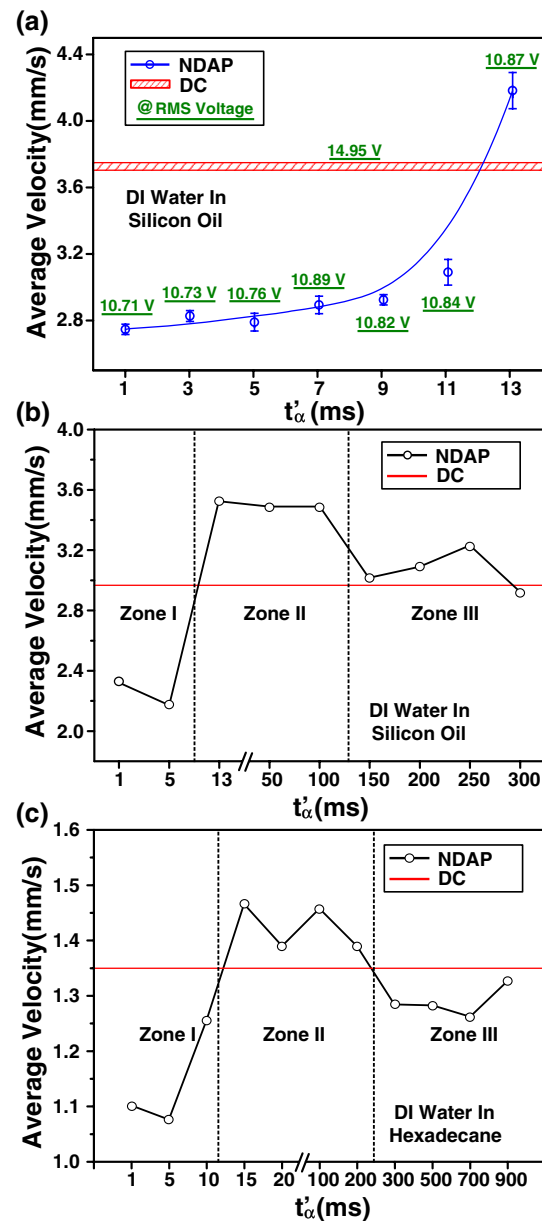 (a)
4.4
4.0
3.6
3.2
2.8
2.4
Average Velocity(mm/s)
NDAP
DC
@RMS Voltage
10.87 V
14.95 V
DI Water In
Silicon Oil
10.71 V
10.73 V
10.76 V
10.89 V
10.82 V
10.84 V
1 3 5 7 9 11 13
t'α (ms)
(b)
4.0
3.6
3.2
2.8
2.4
2.0
Average Velocity(mm/s)
NDAP
DC
Zone I Zone II Zone III
DI Water In
Silicon Oil
1 5 13 50 100 150 200 250 300
t'α(ms)
(c)
1.6
1.5
1.4
1.3
1.2
1.1
1.0
Average Velocity(mm/s)
NDAP
DC
Zone I Zone II Zone III
DI Water In
Hexadecane
1 5 10 15 20 100 200 300 500 700 900
t'α(ms)